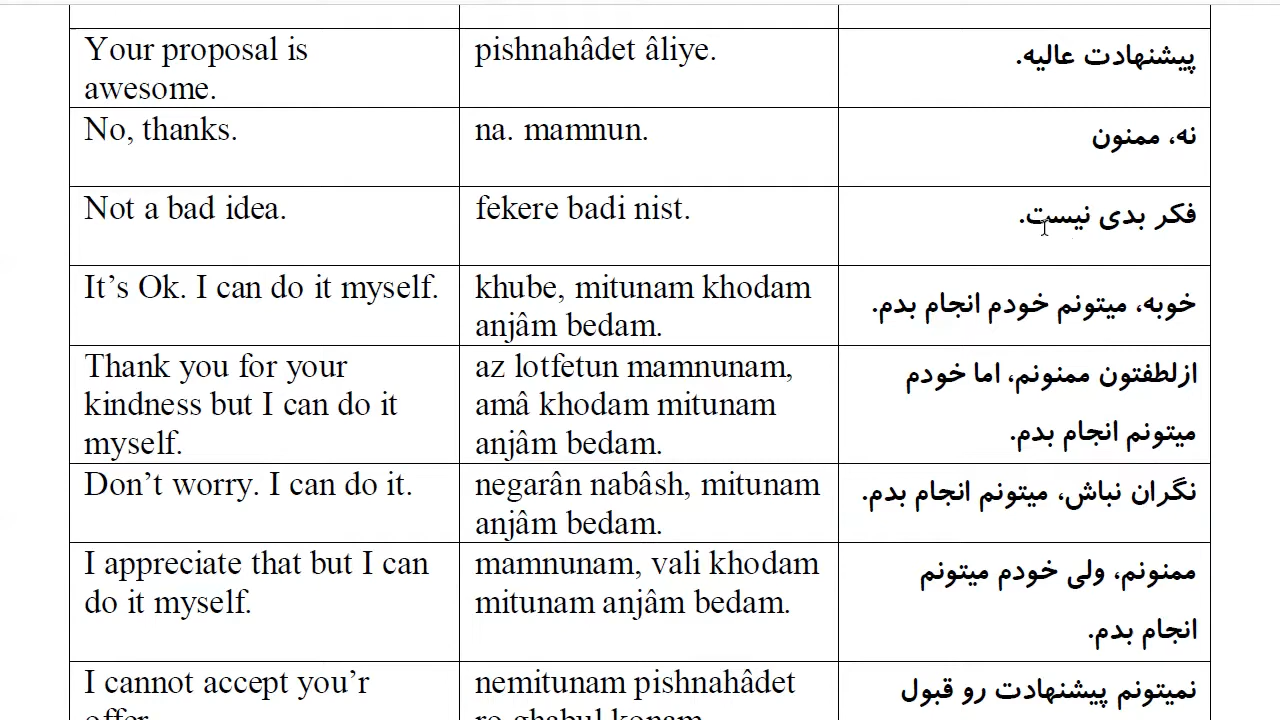 Your proposal is
awesome.
pishnahâdet âliye.
پیشنهادت عالیه.
No, thanks.
na. mamnun.
نه، ممنون
Not a bad idea.
fekere badi nist.
فکر بدی نیست.
It’s Ok. I can do it myself.
khube, mitunam khodam
anjâm bedam.
خوبه، میتونم خودم انجام بدم.
Thank you for your
kindness but I can do it
myself.
az lotfetun mamnunam,
amâ khodam mitunam
anjâm bedam.
ازلطفتون ممنونم، اما خودم
میتونم انجام بدم.
Don’t worry. I can do it.
negarân nabâsh, mitunam
anjâm bedam.
نگران نباش، میتونم انجام بدم.
I appreciate that but I can
do it myself.
mamnunam, vali khodam
mitunam anjâm bedam.
ممنونم، ولی خودم میتونم
انجام بدم.
I cannot accept you’r
offer
nemitunam pishnahâdet
ro ghabul konam
نمیتونم پیشنهادت رو قبول